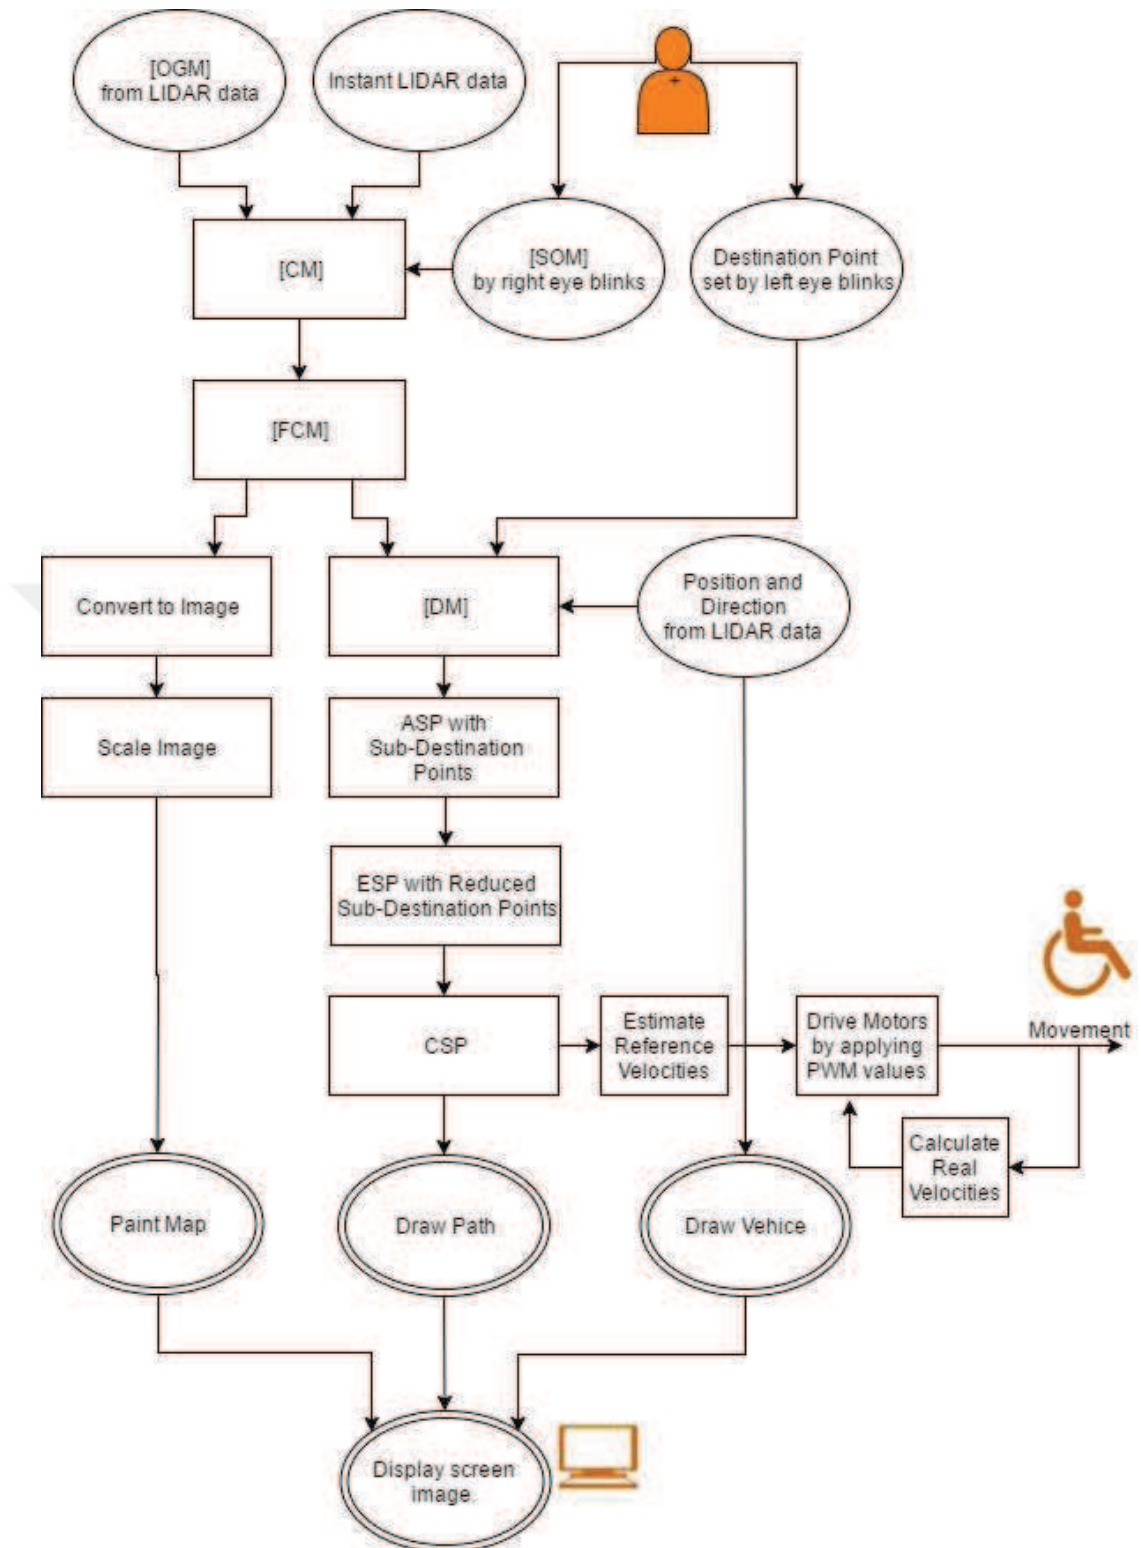 [OGM]
from LIDAR data
Instant LIDAR data
[CM]
[SOM]
by right eye blinks
Destination Point
set by left eye blinks
[FCM]
Convert to Image
[DM]
Position and
Direction
from LIDAR data
Scale Image
ASP with
Sub-Destination
Points
ESP with Reduced
Sub-Destination Points
CSP
Estimate
Reference
Velocities
Drive Motors
by applying
PWM values
Movement
Calculate
Real
Velocities
Paint Map
Draw Path
Draw Vehice
Display screen
image.